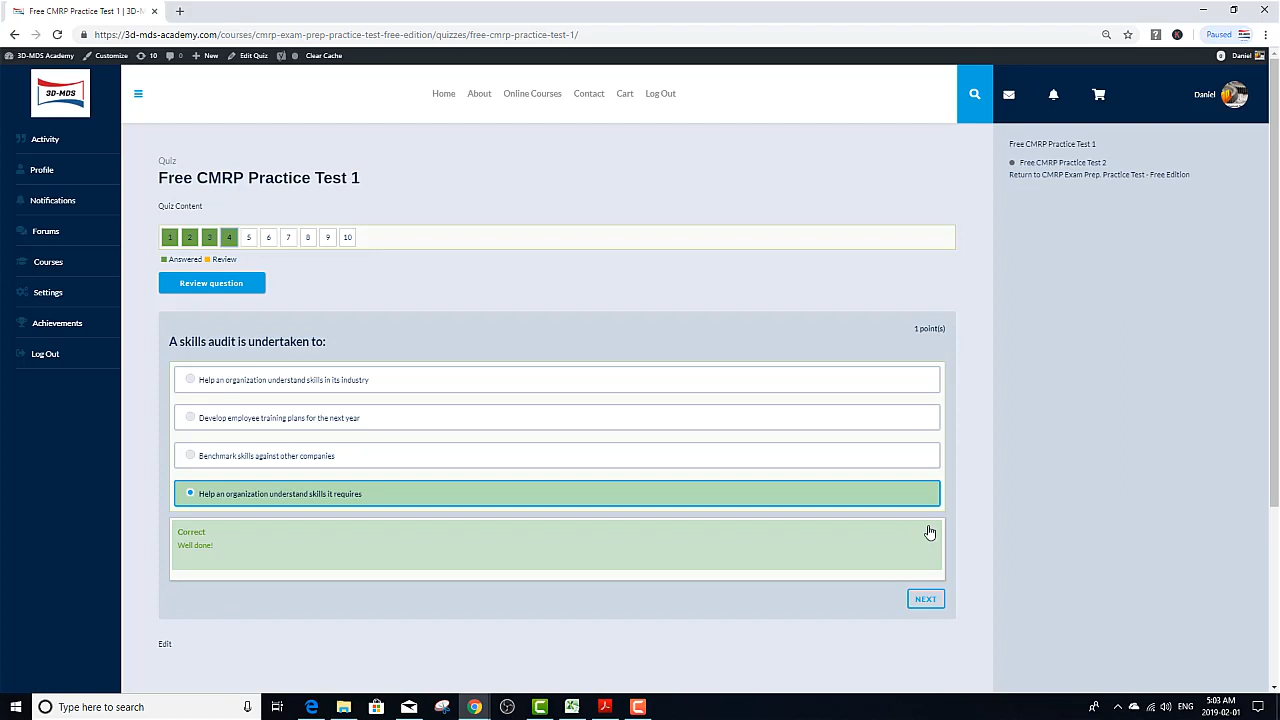 Free CMRP Practice Test 1 | 3D-M
https://3d-mds-academy.com/courses/cmrp-exam-prep-practice-test-free-edition/quizzes/free-cmrp-practice-test-1/
Paused
3D-MDS Academy
Customize
10
0
New
Edit Quiz
Clear Cache
0
Daniel
3D-MDS
Home
About
Online Courses
Contact
Cart
Log Out
Daniel
Activity
Profile
Notifications
Forums
Courses
Settings
Achievements
Log Out
Quiz
Free CMRP Practice Test 1
Quiz Content
1 2 3 4 5 6 7 8 9 10
Answered Review
Review question
1 point(s)
A skills audit is undertaken to:
Help an organization understand skills in its industry
Develop employee training plans for the next year
Benchmark skills against other companies
Help an organization understand skills it requires
Correct
Well done!
NEXT
Edit
Free CMRP Practice Test 1
Free CMRP Practice Test 2
Return to CMRP Exam Prep. Practice Test - Free Edition
Type here to search
ENG
5:03 AM
2019-02-01